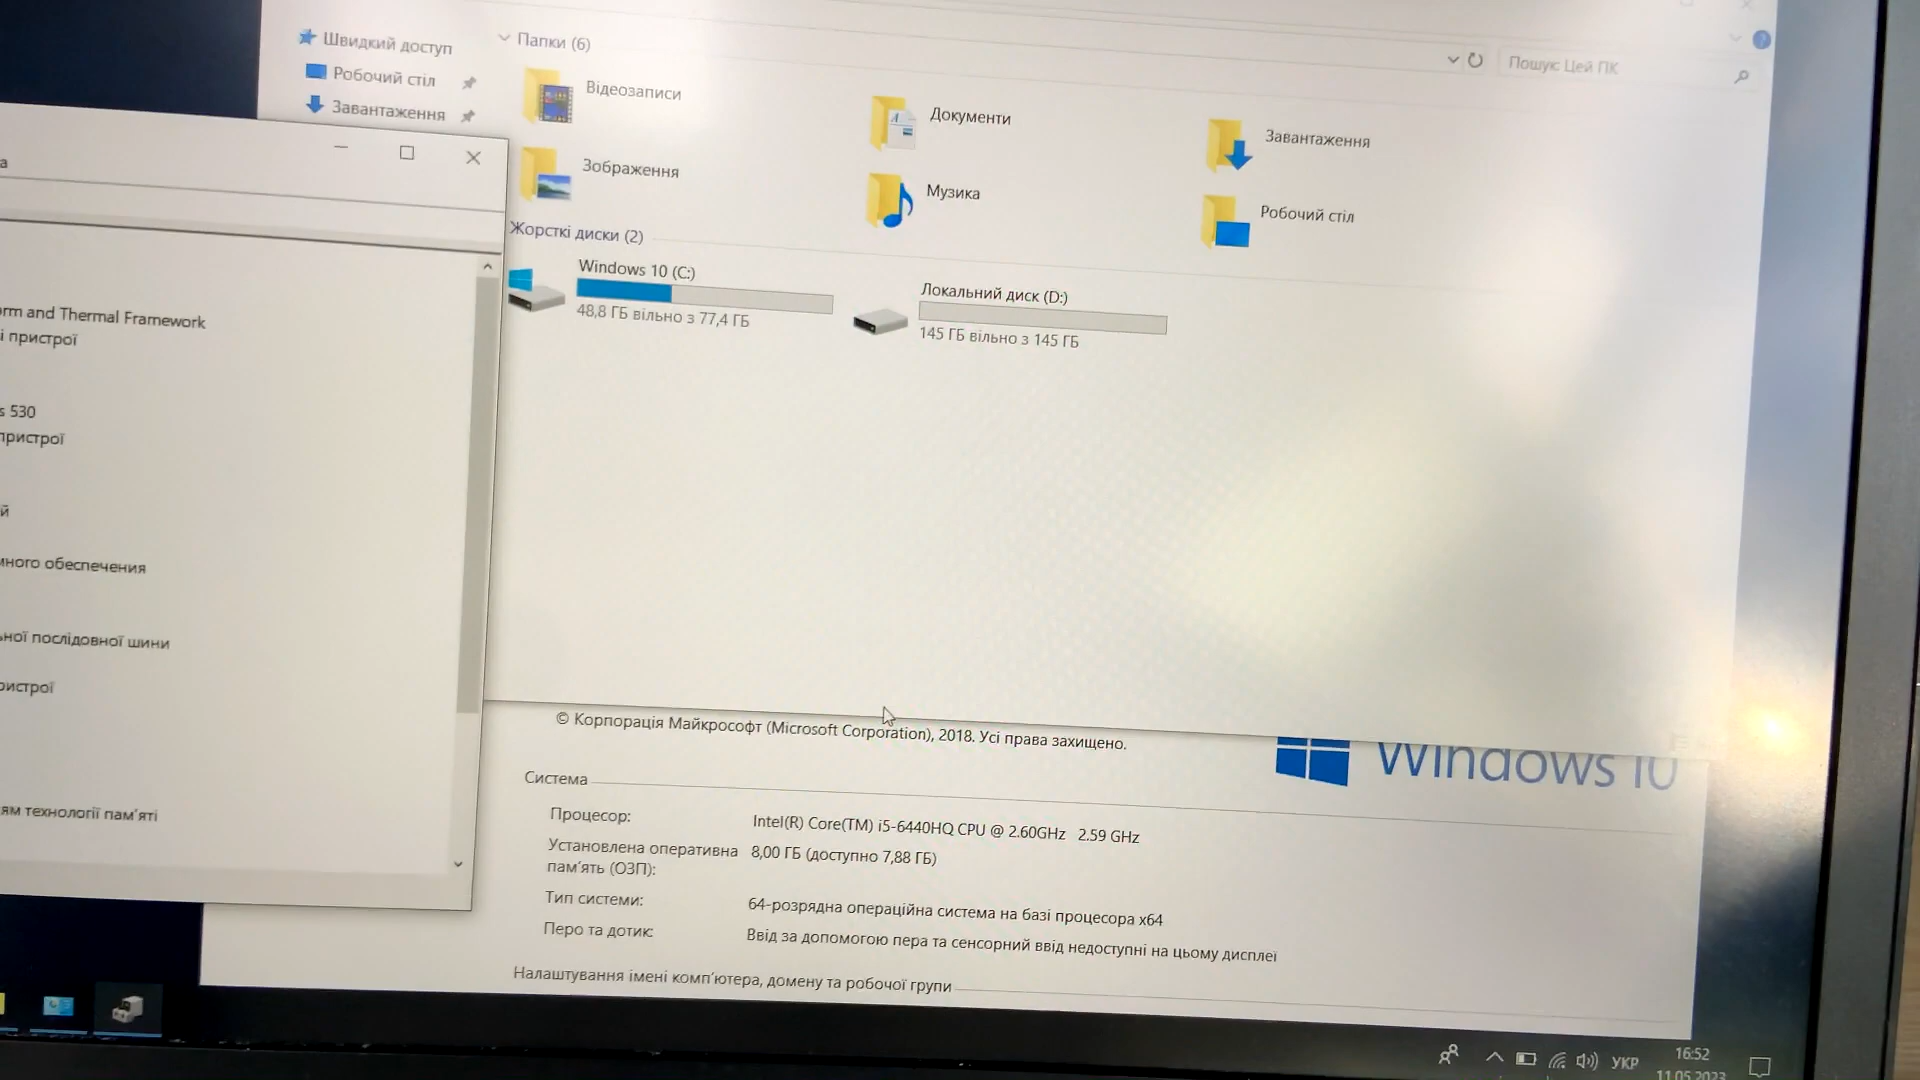 Швидкий доступ
Робочий стіл
Завантаження
Папки (6)
Пошук: Цей ПК
Відеозаписи
Документи
Завантаження
Зображення
Музика
Робочий стіл
Жорсткі диски (2)
Windows 10 (C:)
48,8 ГБ вільно з 77,4 ГБ
Локальний диск (D:)
145 ГБ вільно з 145 ГБ
а
orm and Thermal Framework
і пристрої
s 530
пристрої
й
много обеспечения
ьної послідовної шини
ристрої
ям технології пам'яті
© Корпорація Майкрософт (Microsoft Corporation), 2018. Усі права захищено.
Windows 10
Система
Процесор: Intel(R) Core(TM) i5-6440HQ CPU @ 2.60GHz 2.59 GHz
Установлена оперативна пам'ять (ОЗП): 8,00 ГБ (доступно 7,88 ГБ)
Тип системи: 64-розрядна операційна система на базі процесора x64
Перо та дотик: Ввід за допомогою пера та сенсорний ввід недоступні на цьому дисплеї
Налаштування імені комп'ютера, домену та робочої групи
УКР
16:52
11.05.2023